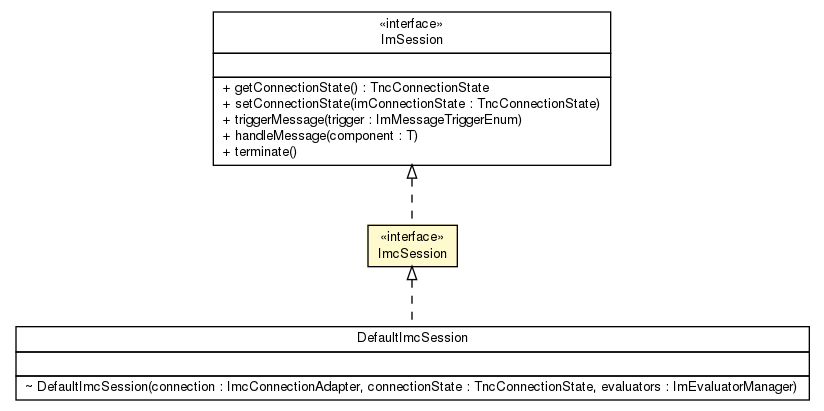 «interface»
ImSession
+ getConnectionState() : TncConnectionState
+ setConnectionState(imConnectionState : TncConnectionState)
+ triggerMessage(trigger : ImMessageTriggerEnum)
+ handleMessage(component : T)
+ terminate()
«interface»
ImcSession
DefaultImcSession
~ DefaultImcSession(connection : ImcConnectionAdapter, connectionState : TncConnectionState, evaluators : ImEvaluatorManager)